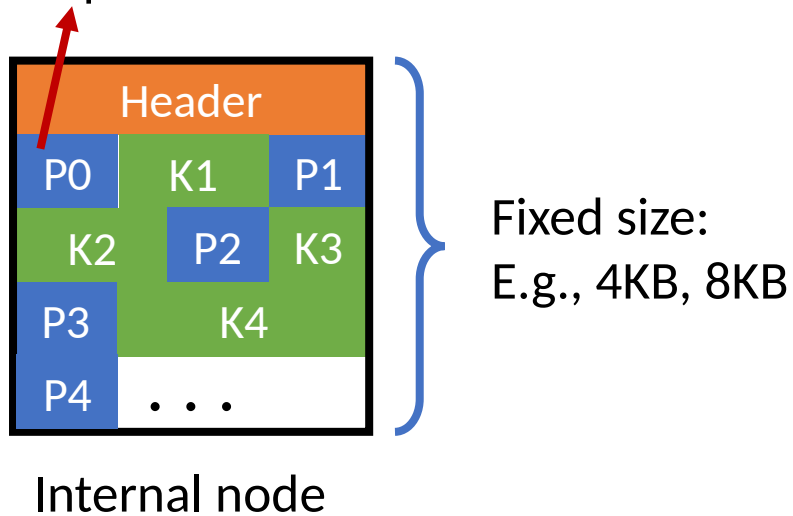 Header
P0 K1 P1
K2 P2 K3
P3 K4
P4 . . .
Fixed size:
E.g., 4KB, 8KB
Internal node